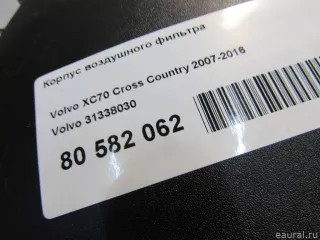 Корпус воздушного фильтра
Volvo XC70 Cross Country 2007-2016
Volvo 31338030
80 582 062
eaural.ru